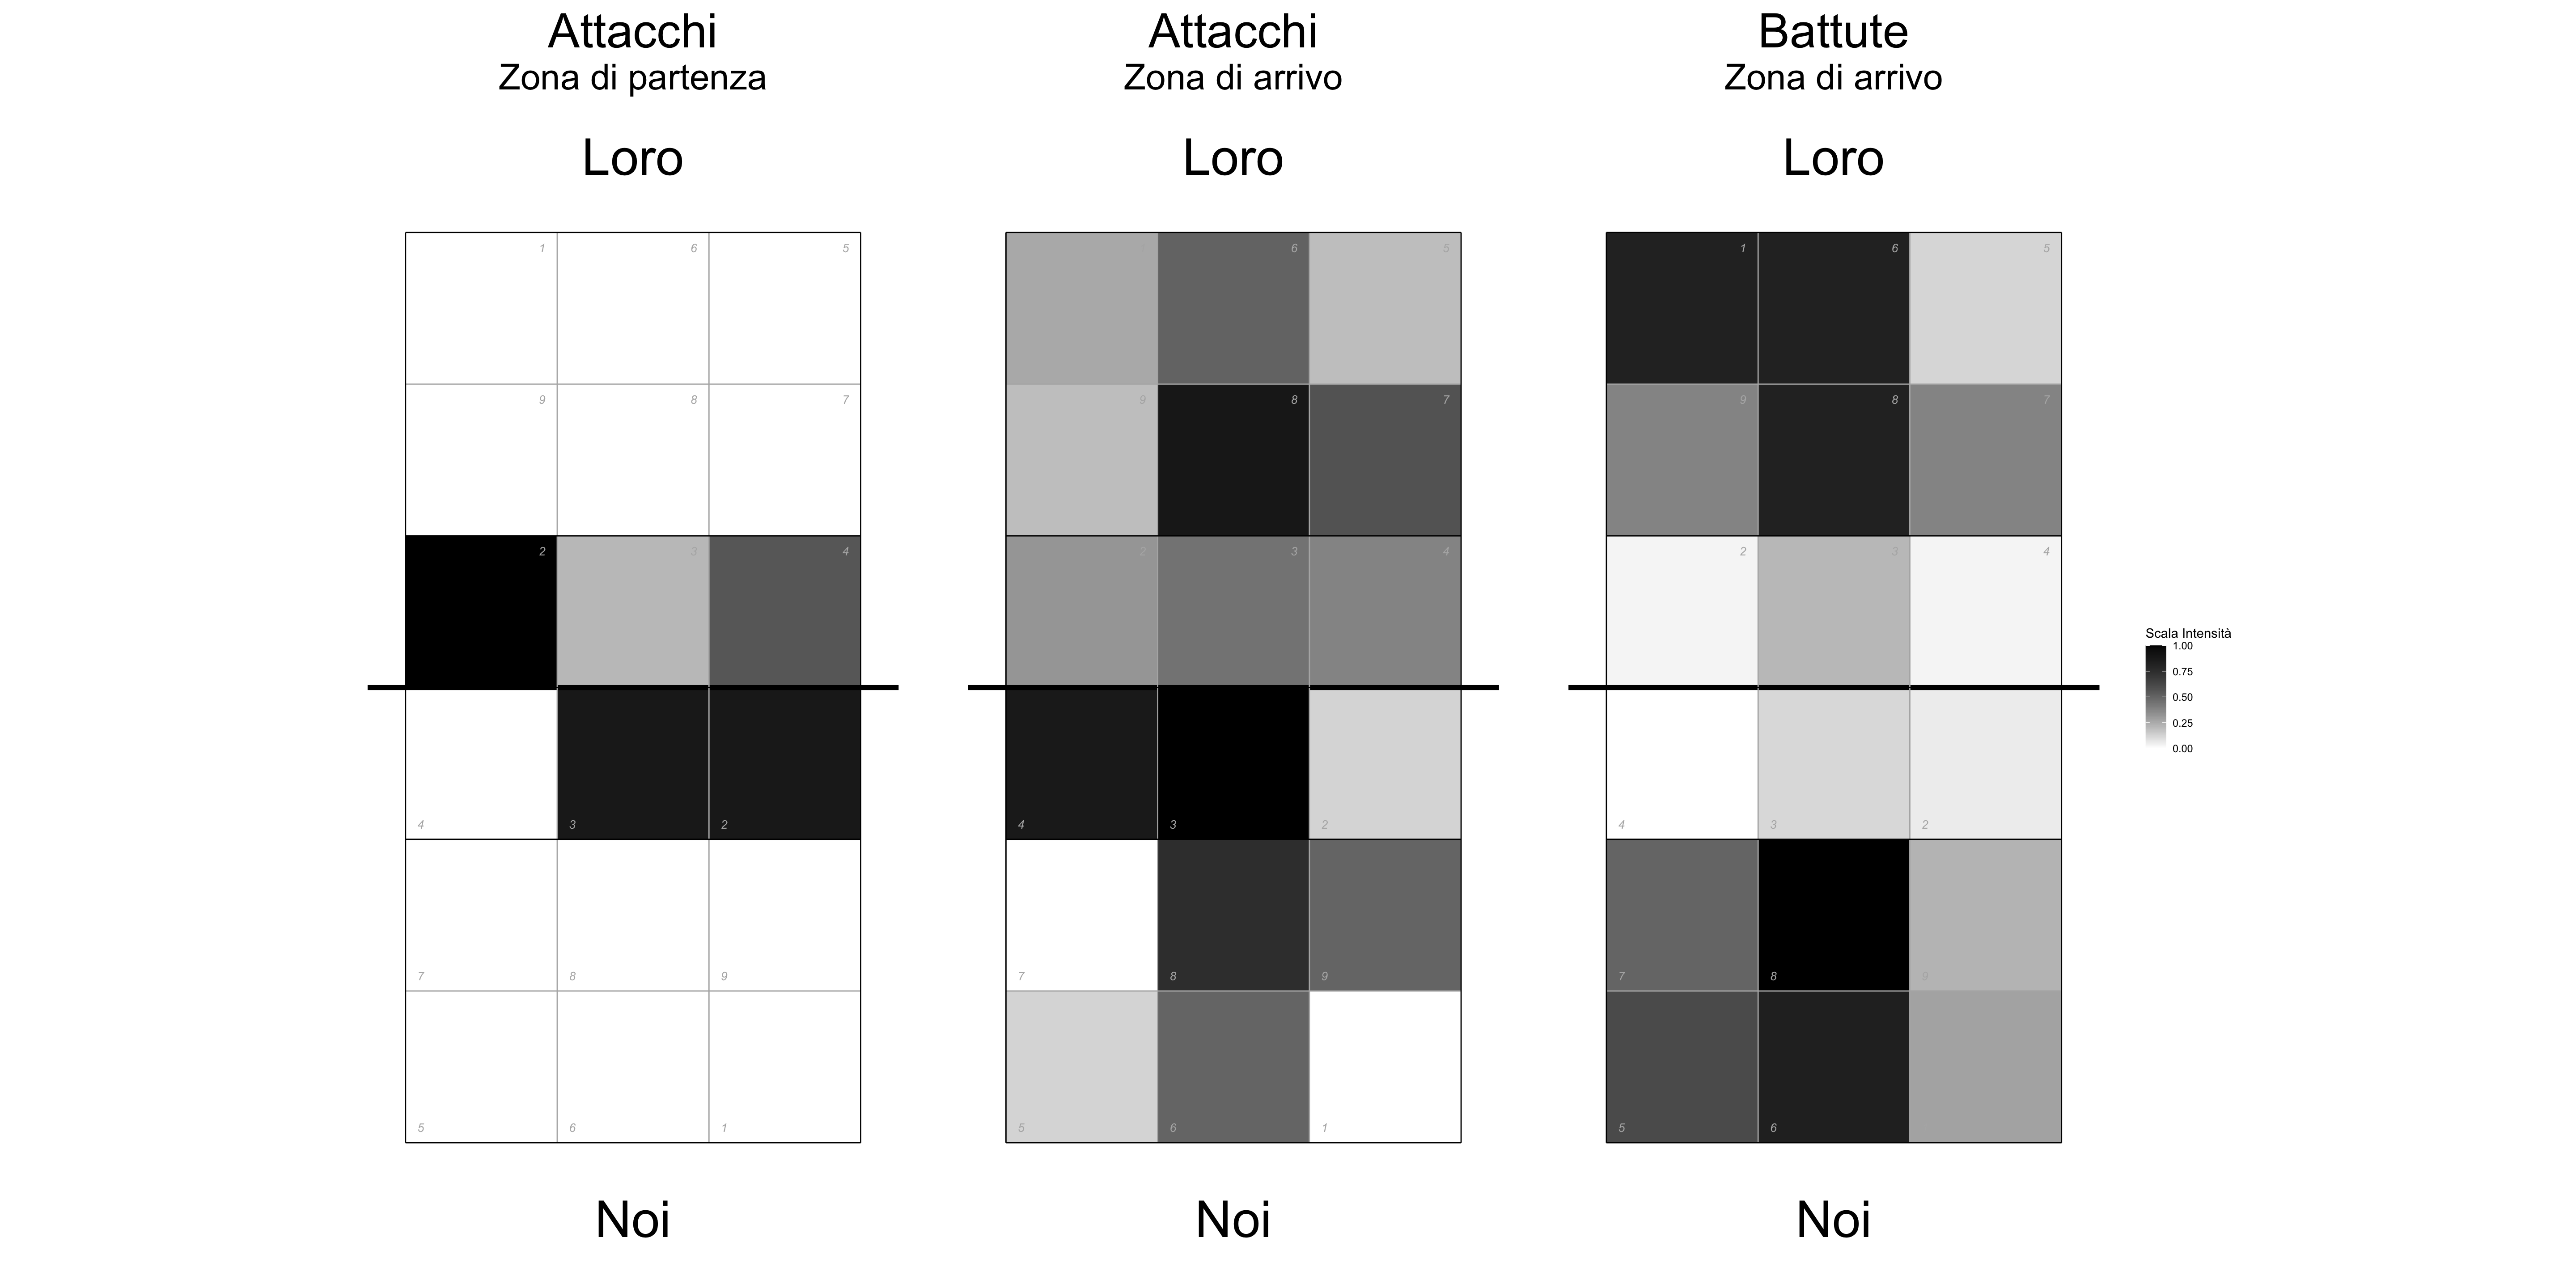 Attacchi
Zona di partenza
Loro
1 6 5
9 8 7
2 3 4
4 3 2
7 8 9
5 6 1
Noi
Attacchi
Zona di arrivo
Loro
6 5
9 8 7
2 3 4
4 3 2
7 8 9
5 6 1
Noi
Battute
Zona di arrivo
Loro
1 6 5
9 8 7
2 3 4
4 3 2
7 8 9
5 6
Noi
Scala Intensità
1.00
0.75
0.50
0.25
0.00